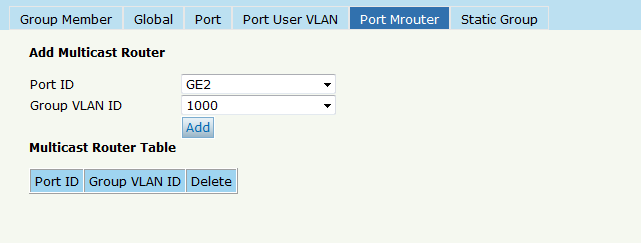 Group Member Global Port Port User VLAN Port Mrouter Static Group
Add Multicast Router
Port ID GE2
Group VLAN ID 1000
Add
Multicast Router Table
Port ID Group VLAN ID Delete